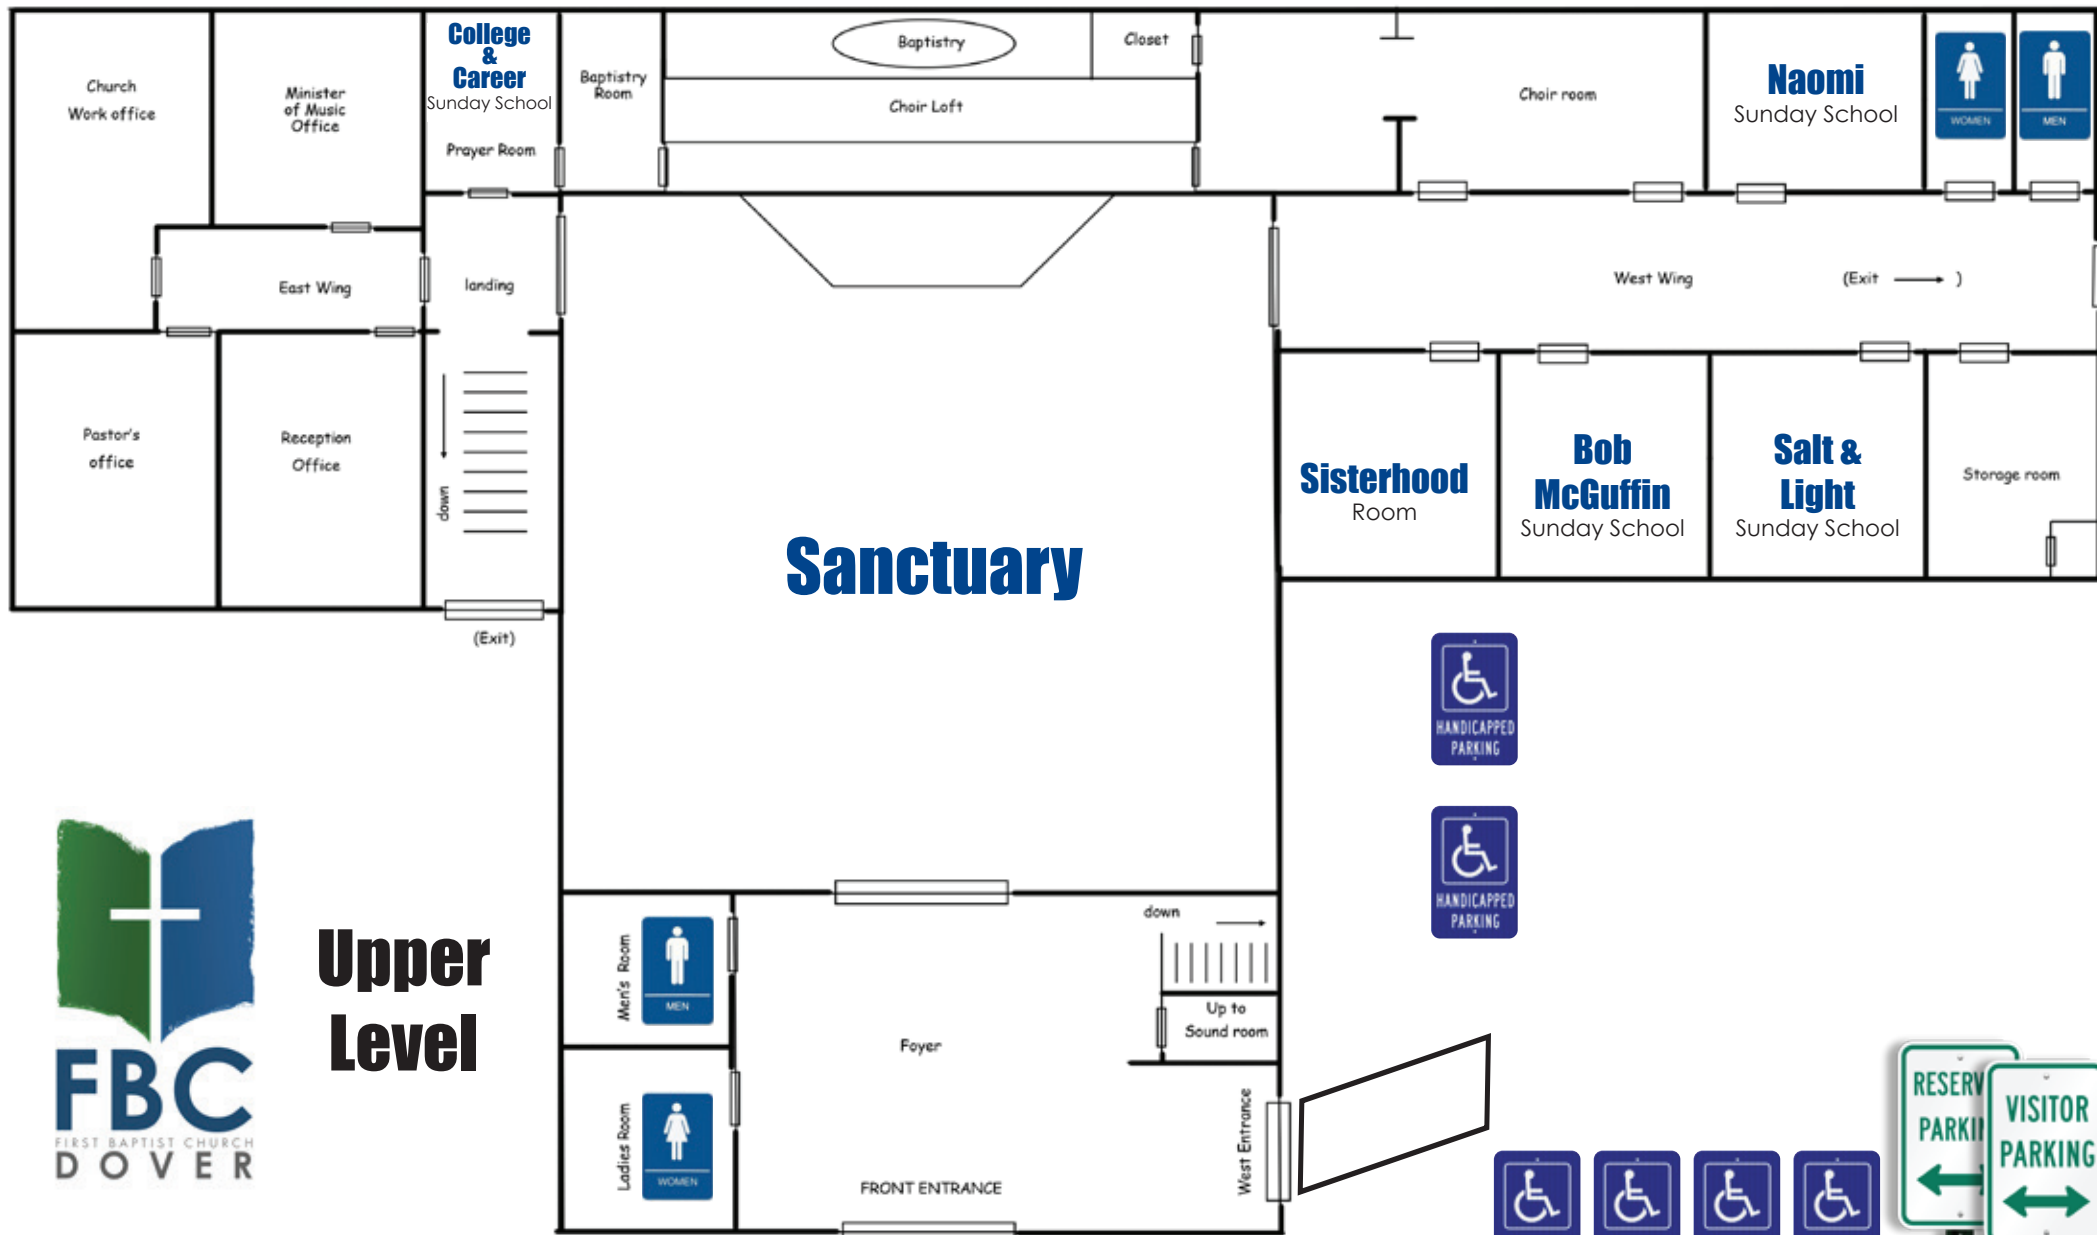 Church
Work office
Minister
of Music
Office
College
&
Career
Sunday School
Prayer Room
Baptistry
Room
Baptistry
Closet
Choir Loft
Choir room
Naomi
Sunday School
WOMEN
MEN
East Wing
landing
West Wing
(Exit )
Pastor's
office
Reception
Office
down
(Exit)
Sanctuary
Sisterhood
Room
Bob
McGuffin
Sunday School
Salt &
Light
Sunday School
Storage room
HANDICAPPED
PARKING
HANDICAPPED
PARKING
Upper
Level
FBC
FIRST BAPTIST CHURCH
DOVER
Men's Room
MEN
Ladies Room
WOMEN
Foyer
down
Up to
Sound room
West Entrance
FRONT ENTRANCE
RESERV
PARKIN
VISITOR
PARKING